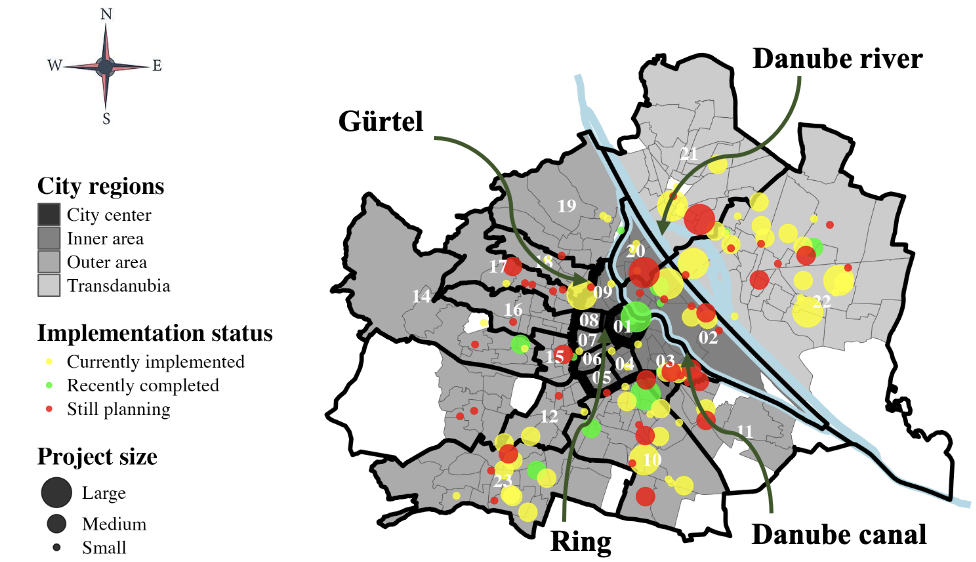 N
W E
S
City regions
City center
Inner area
Outer area
Transdanubia
Implementation status
Currently implemented
Recently completed
Still planning
Project size
Large
Medium
Small
Danube river
Gürtel
21
19
20
17 18
14
22
09
16
08 01
07
02
15
06 04 03
05
12
11
10
23
Ring
Danube canal